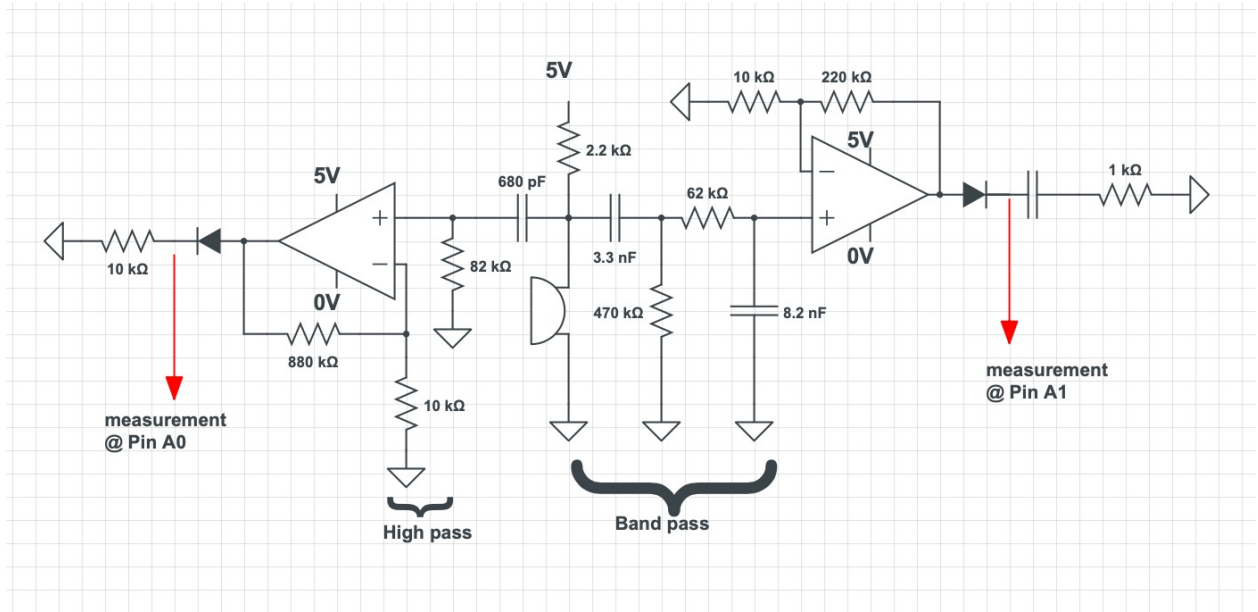 5V
10 kΩ
220 kΩ
5V
2.2 kΩ
1 kΩ
5V
680 pF
62 kΩ
+
−
+
10 kΩ
−
82 kΩ
3.3 nF
0V
0V
470 kΩ
8.2 nF
880 kΩ
measurement
@ Pin A1
10 kΩ
measurement
@ Pin A0
High pass
Band pass